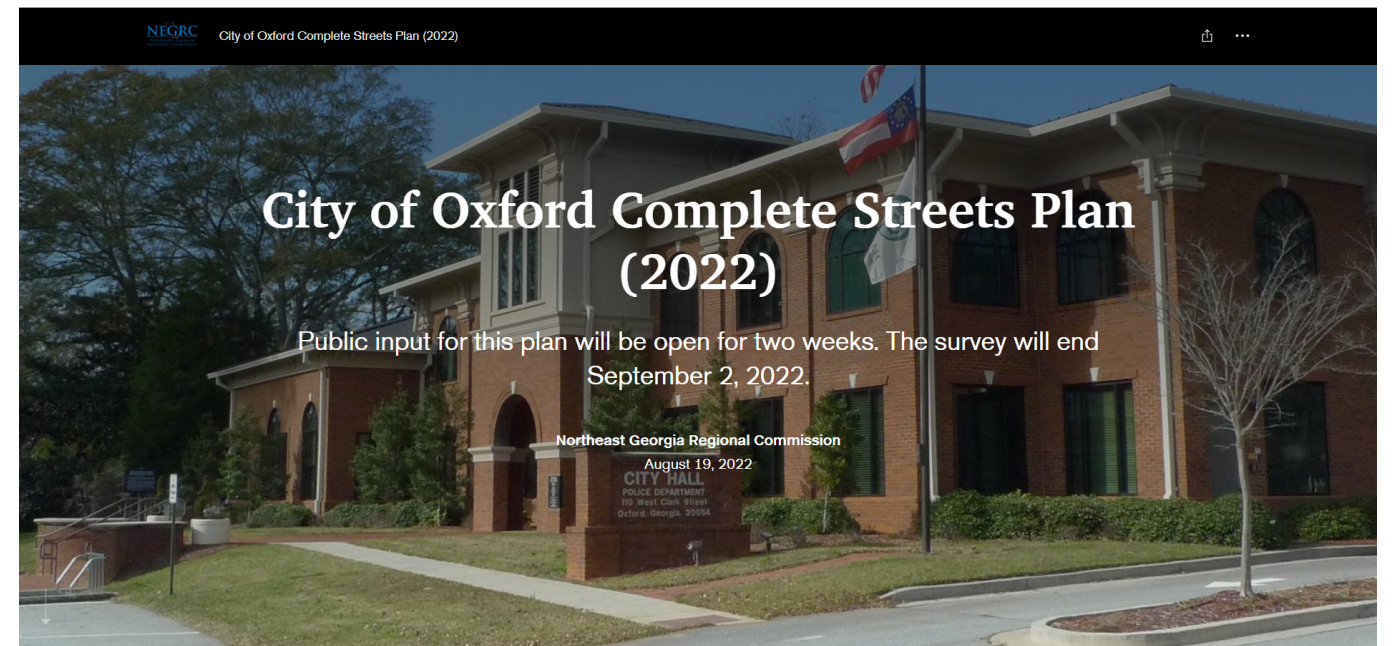 NEGRC
City of Oxford Complete Streets Plan (2022)
City of Oxford Complete Streets Plan
(2022)
Public input for this plan will be open for two weeks. The survey will end
September 2, 2022.
Northeast Georgia Regional Commission
August 19, 2022
CITY HALL
POLICE DEPARTMENT
110 West Clark Street
Oxford, Georgia, 30054